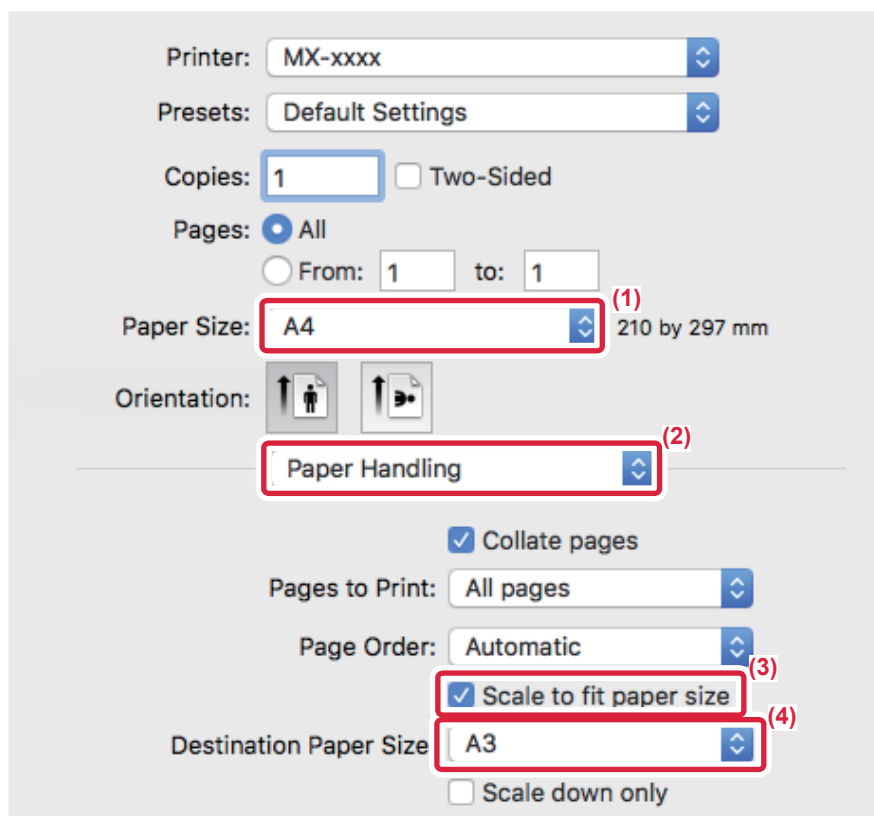 Printer: MX-xxxx
Presets: Default Settings
Copies: 1 Two-Sided
Pages: All
From: 1 to: 1
(1)
Paper Size: A4 210 by 297 mm
Orientation:
(2)
Paper Handling
Collate pages
Pages to Print: All pages
Page Order: Automatic
(3)
Scale to fit paper size
(4)
Destination Paper Size A3
Scale down only